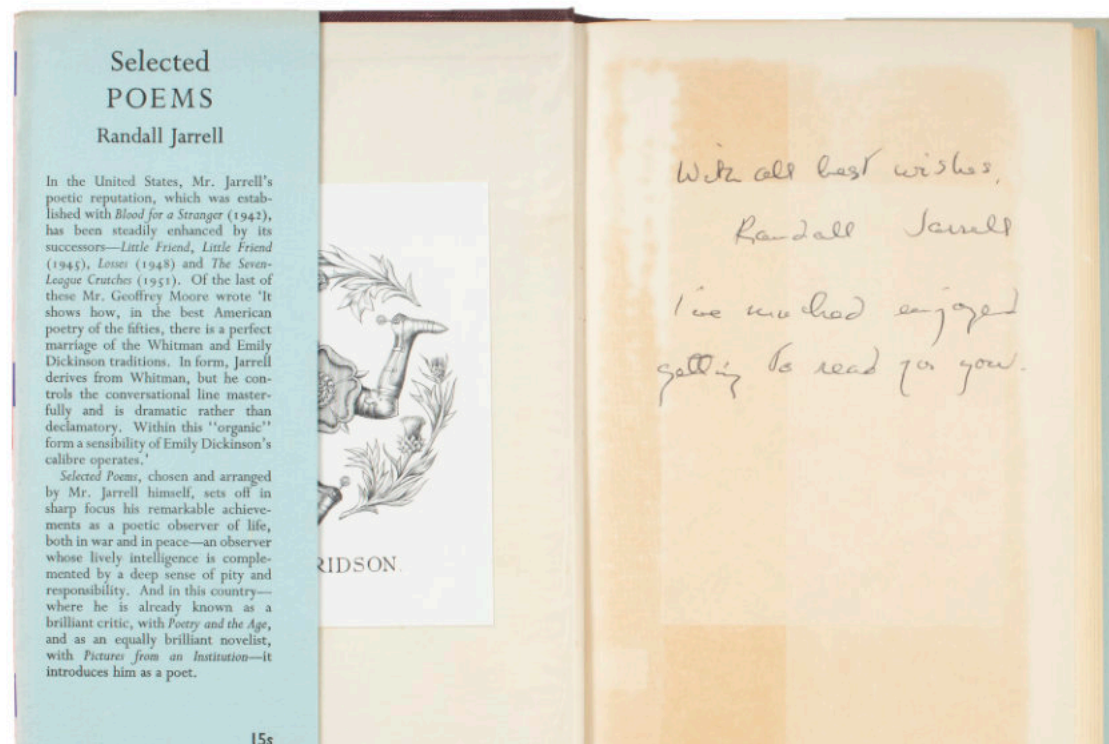 Selected
POEMS
Randall Jarrell
In the United States, Mr. Jarrell's
poetic reputation, which was estab-
lished with Blood for a Stranger (1942),
has been steadily enhanced by its
successors—Little Friend, Little Friend
(1945), Losses (1948) and The Seven-
League Crutches (1951). Of the last of
these Mr. Geoffrey Moore wrote 'It
shows how, in the best American
poetry of the fifties, there is a perfect
marriage of the Whitman and Emily
Dickinson traditions. In form, Jarrell
derives from Whitman, but he con-
trols the conversational line master-
fully and is dramatic rather than
declamatory. Within this "organic"
form a sensibility of Emily Dickinson's
calibre operates.'
Selected Poems, chosen and arranged
by Mr. Jarrell himself, sets off in
sharp focus his remarkable achieve-
ments as a poetic observer of life,
both in war and in peace—an observer
whose lively intelligence is comple-
mented by a deep sense of pity and
responsibility. And in this country—
where he is already known as a
brilliant critic, with Poetry and the Age,
and as an equally brilliant novelist,
with Pictures from an Institution—it
introduces him as a poet.
15s
RIDSON.
With all best wishes,
Randall Jarrell
I've much enjoyed
getting to read for you.